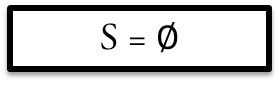 S = ∅